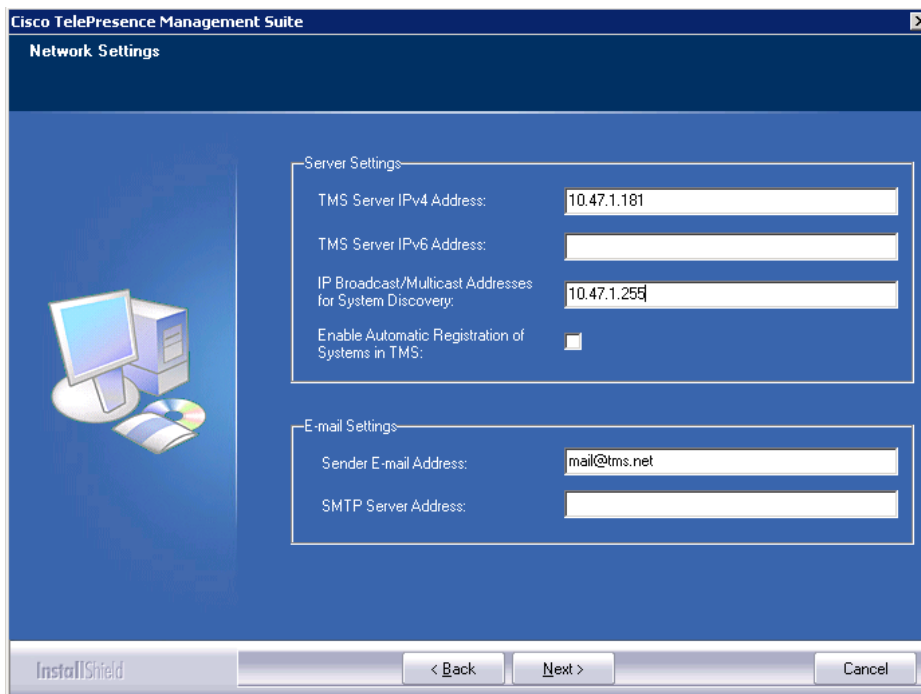 Cisco TelePresence Management Suite
Network Settings
Server Settings
TMS Server IPv4 Address:
10.47.1.181
TMS Server IPv6 Address:
IP Broadcast/Multicast Addresses
for System Discovery:
10.47.1.255
Enable Automatic Registration of
Systems in TMS:
E-mail Settings
Sender E-mail Address:
mail@tms.net
SMTP Server Address:
InstallShield
< Back
Next >
Cancel